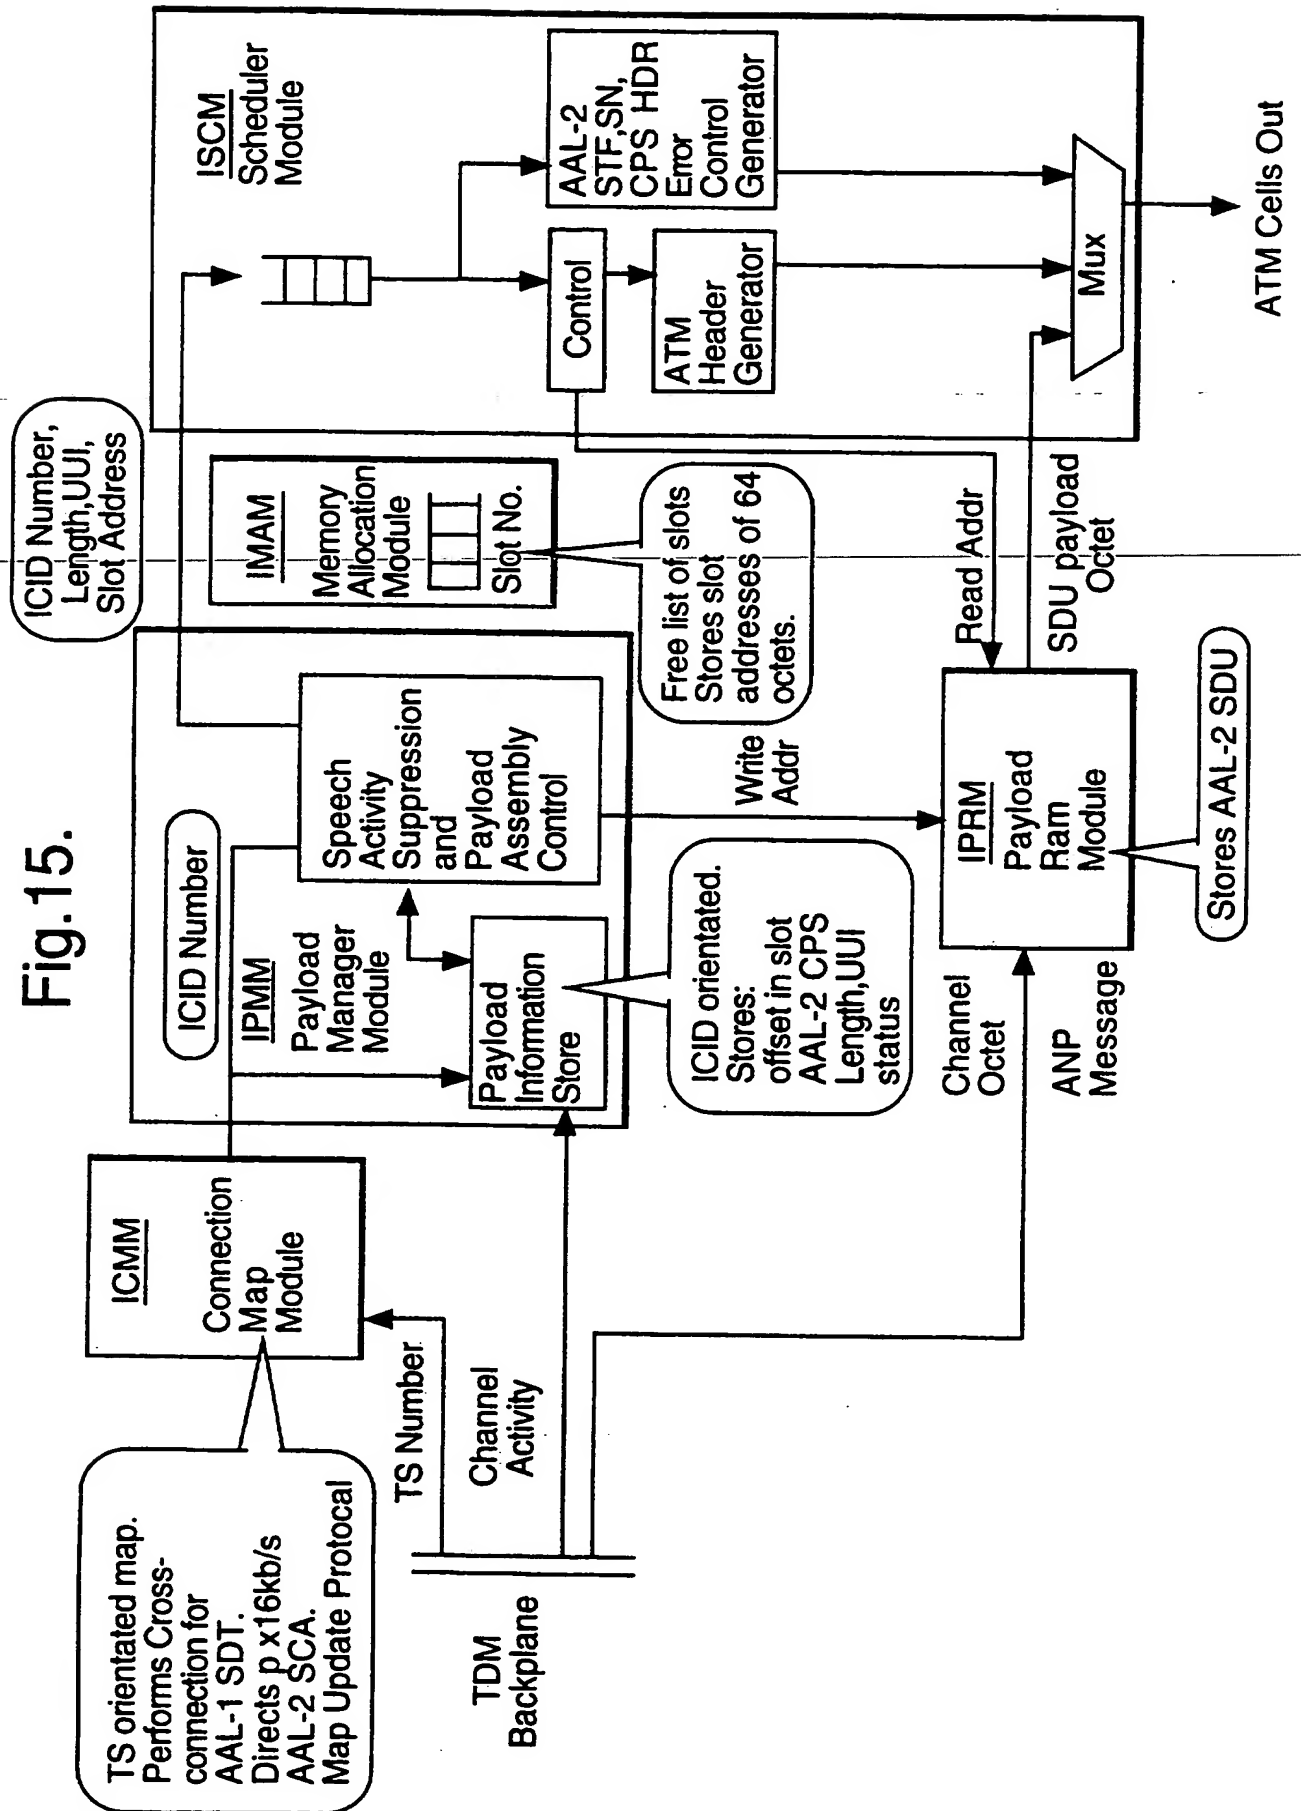 Fig.15.
TS orientated map.
Performs Cross-
connection for
AAL-1 SDT.
Directs p x16kb/s
AAL-2 SCA.
Map Update Protocal
ICMM
Connection
Map
Module
TS Number
Channel
Activity
TDM
Backplane
ICID Number
IPMM
Payload
Manager
Module
Payload
Information
Store
Speech
Activity
Suppression
and
Payload
Assembly
Control
ICID orientated.
Stores:
offset in slot
AAL-2 CPS
Length,UUI
status
Write
Addr
Channel
Octet
ANP
Message
IPRM
Payload
Ram
Module
Stores AAL-2 SDU
ICID Number,
Length,UUI,
Slot Address
IMAM
Memory
Allocation
Module
Slot No.
Free list of slots
Stores slot
addresses of 64
octets.
Read Addr
SDU payload
Octet
ISCM
Scheduler
Module
Control
ATM
Header
Generator
AAL-2
STF,SN,
CPS HDR
Error
Control
Generator
Mux
ATM Cells Out